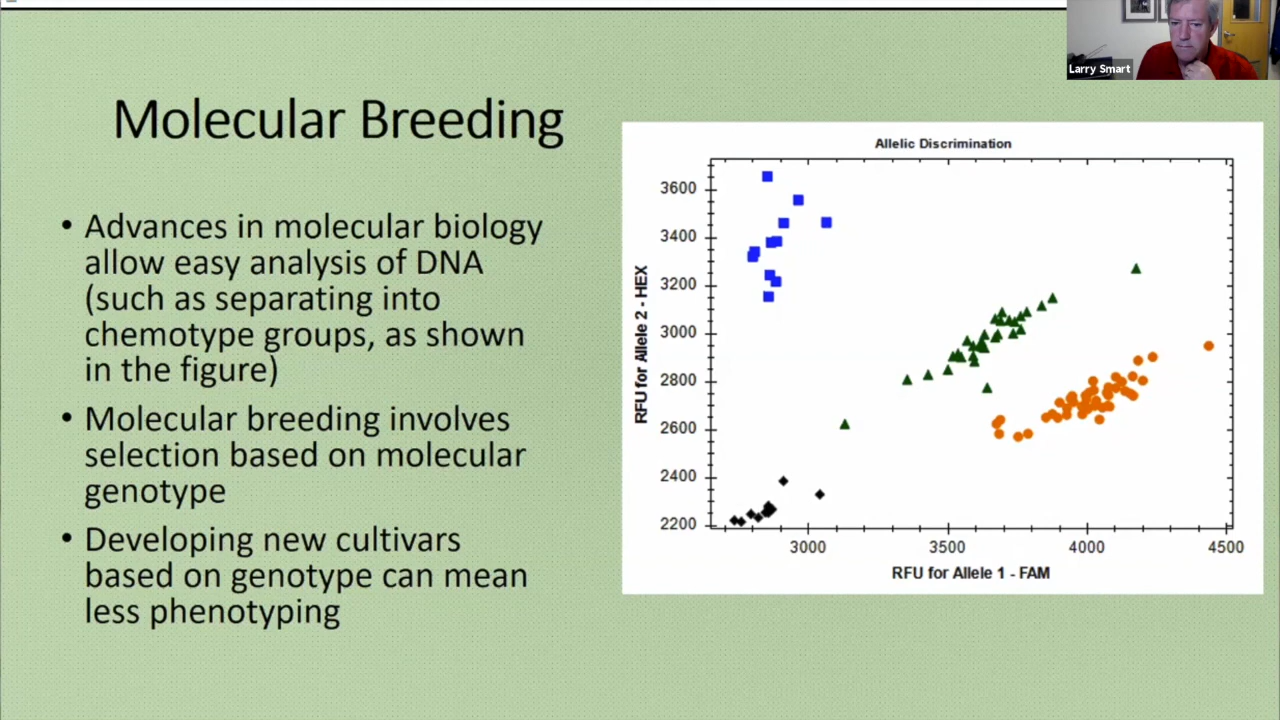 Larry Smart
Molecular Breeding
• Advances in molecular biology
allow easy analysis of DNA
(such as separating into
chemotype groups, as shown
in the figure)
• Molecular breeding involves
selection based on molecular
genotype
• Developing new cultivars
based on genotype can mean
less phenotyping
Allelic Discrimination
RFU for Allele 2 - HEX
3600
3400
3200
3000
2800
2600
2400
2200
3000 3500 4000 4500
RFU for Allele 1 - FAM